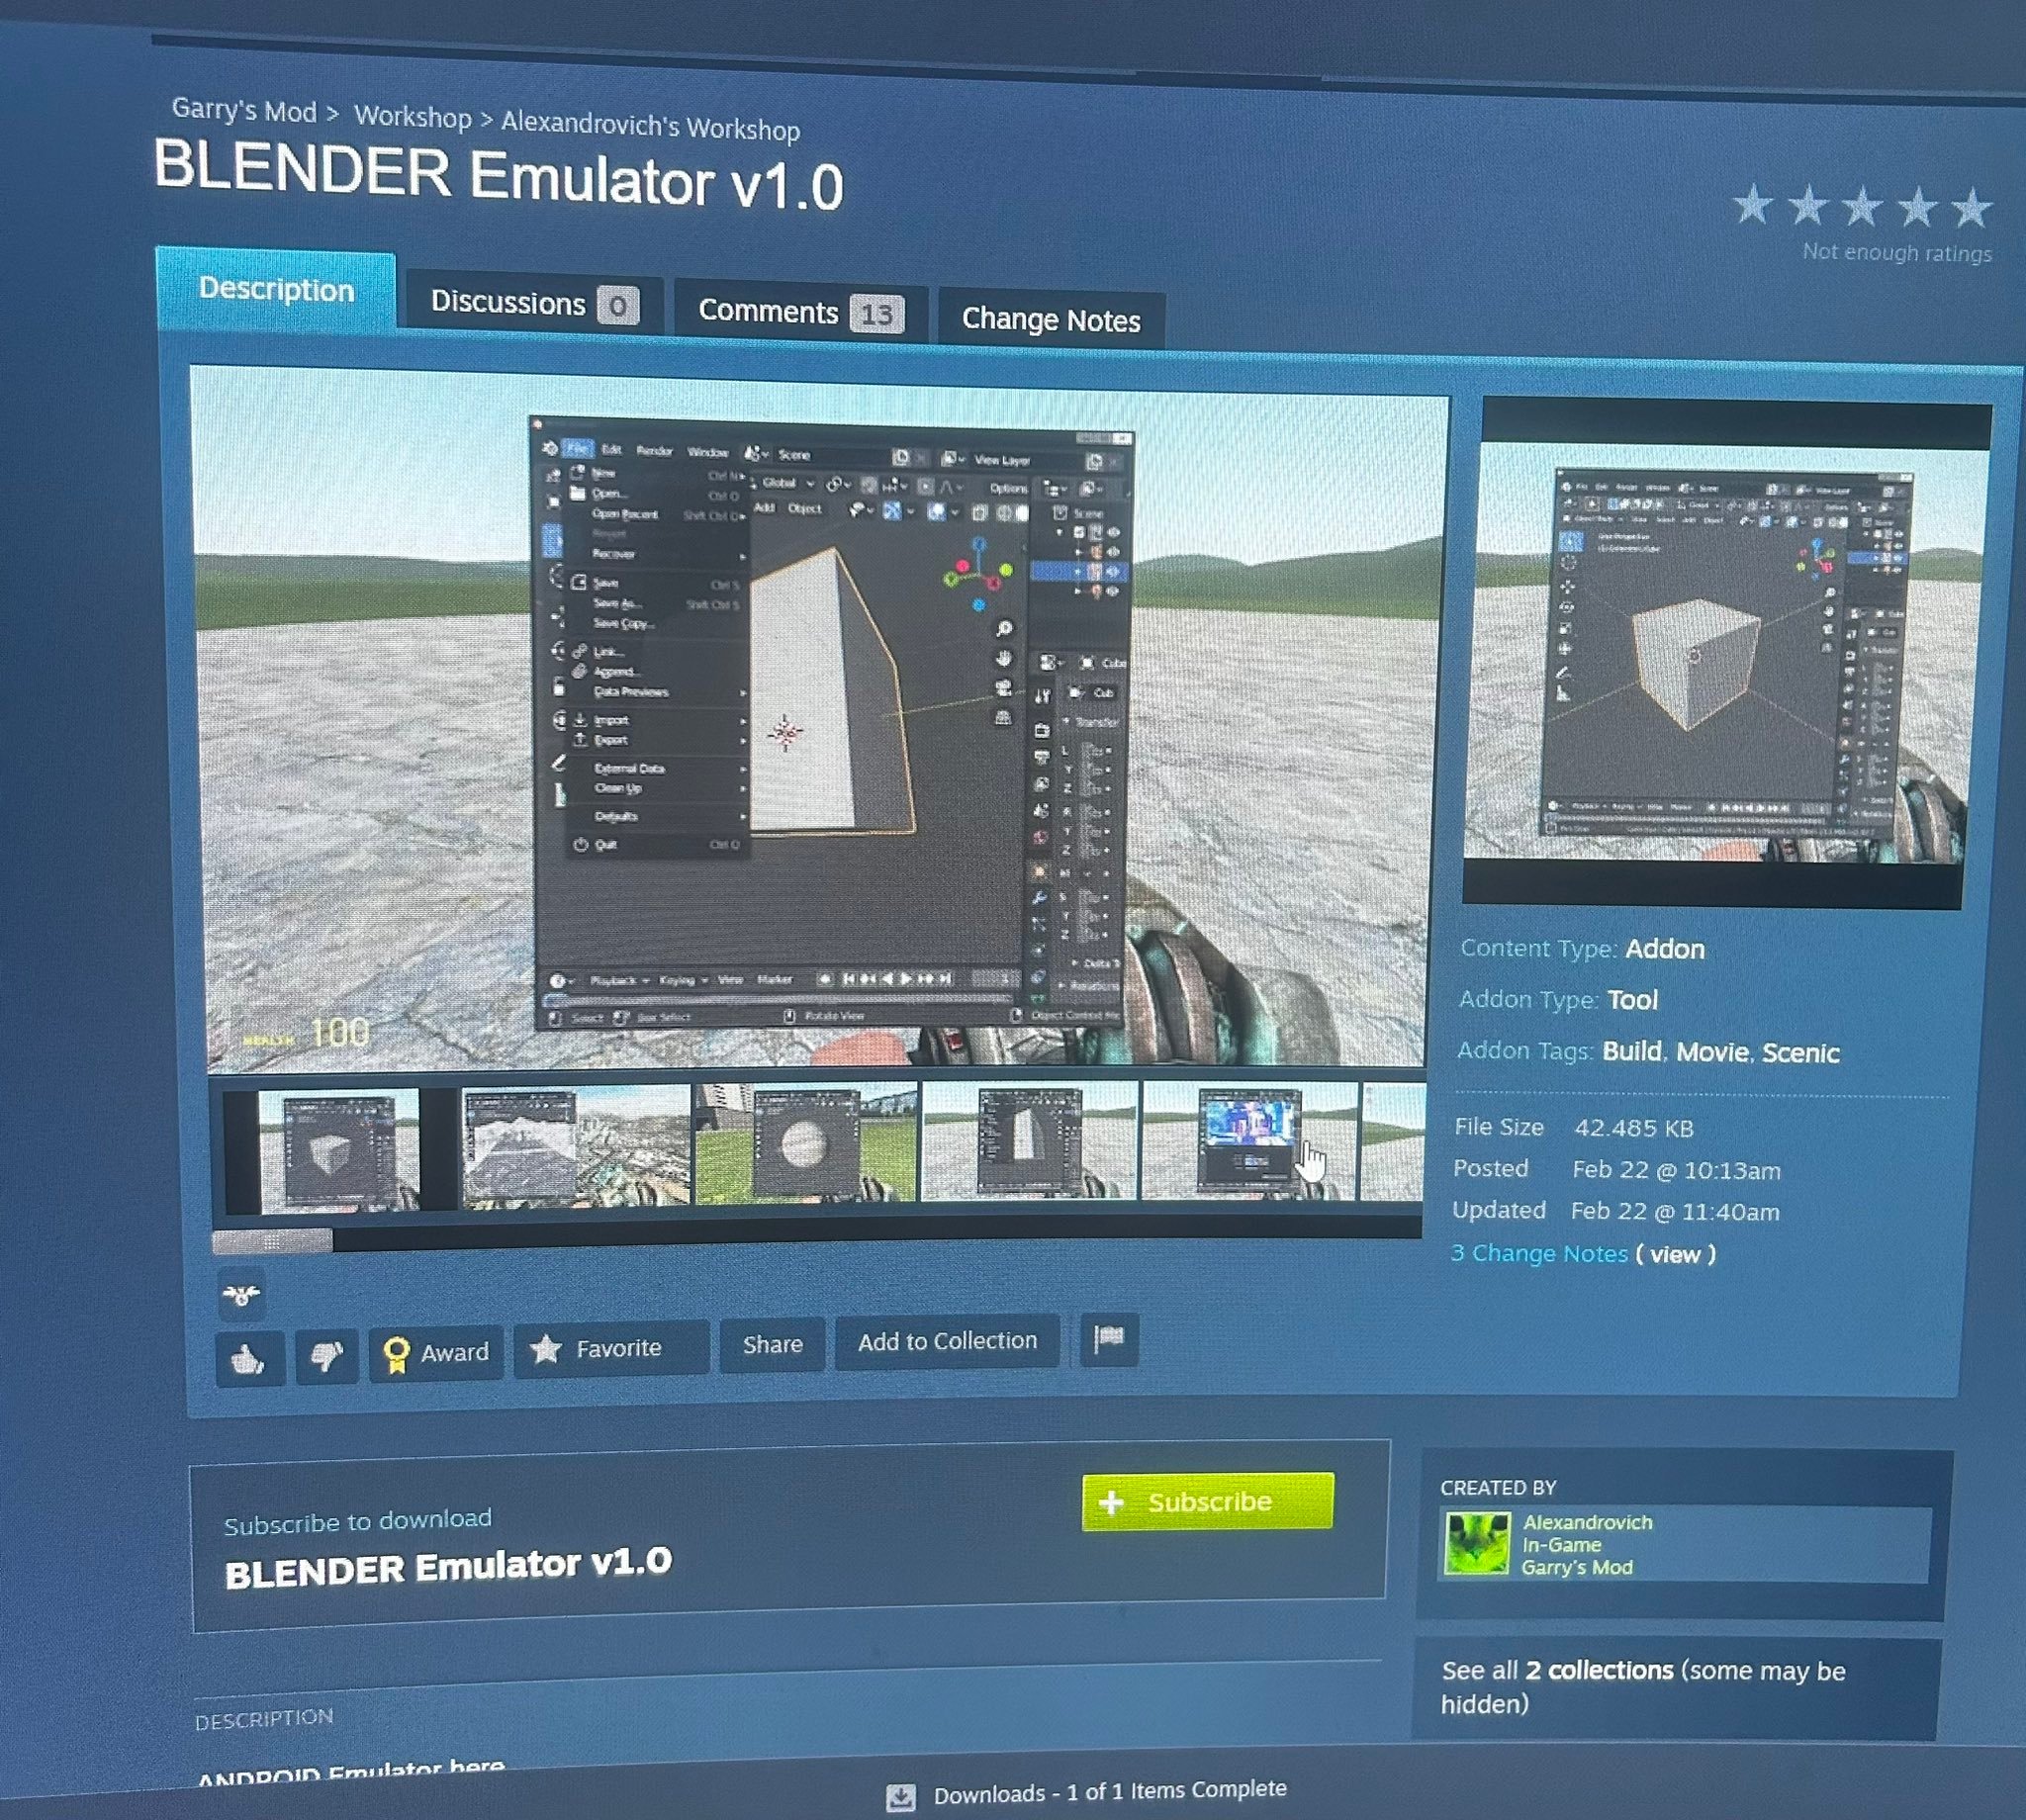 Garry's Mod > Workshop > Alexandrovich's Workshop
BLENDER Emulator v1.0
Not enough ratings
Description
Discussions 0
Comments 13
Change Notes
File Edit Render Window Scene View Layer
New Ctrl N
Open... Ctrl O
Open Recent Shift Ctrl O
Revert
Recover
Save Ctrl S
Save As... Shift Ctrl S
Save Copy...
Link...
Append...
Data Previews
Import
Export
External Data
Clean Up
Defaults
Quit Ctrl Q
Global
Options
Add Object
Scene
Cube
Cub
Transfor
Playback Keying View Marker
Select Box Select Rotate View Object Context Me
HEALTH 100
Content Type: Addon
Addon Type: Tool
Addon Tags: Build, Movie, Scenic
File Size 42.485 KB
Posted Feb 22 @ 10:13am
Updated Feb 22 @ 11:40am
3 Change Notes ( view )
Award
Favorite
Share
Add to Collection
Subscribe to download
BLENDER Emulator v1.0
Subscribe
CREATED BY
Alexandrovich
In-Game
Garry's Mod
See all 2 collections (some may be
hidden)
DESCRIPTION
ANDROID Emulator here
Downloads - 1 of 1 Items Complete